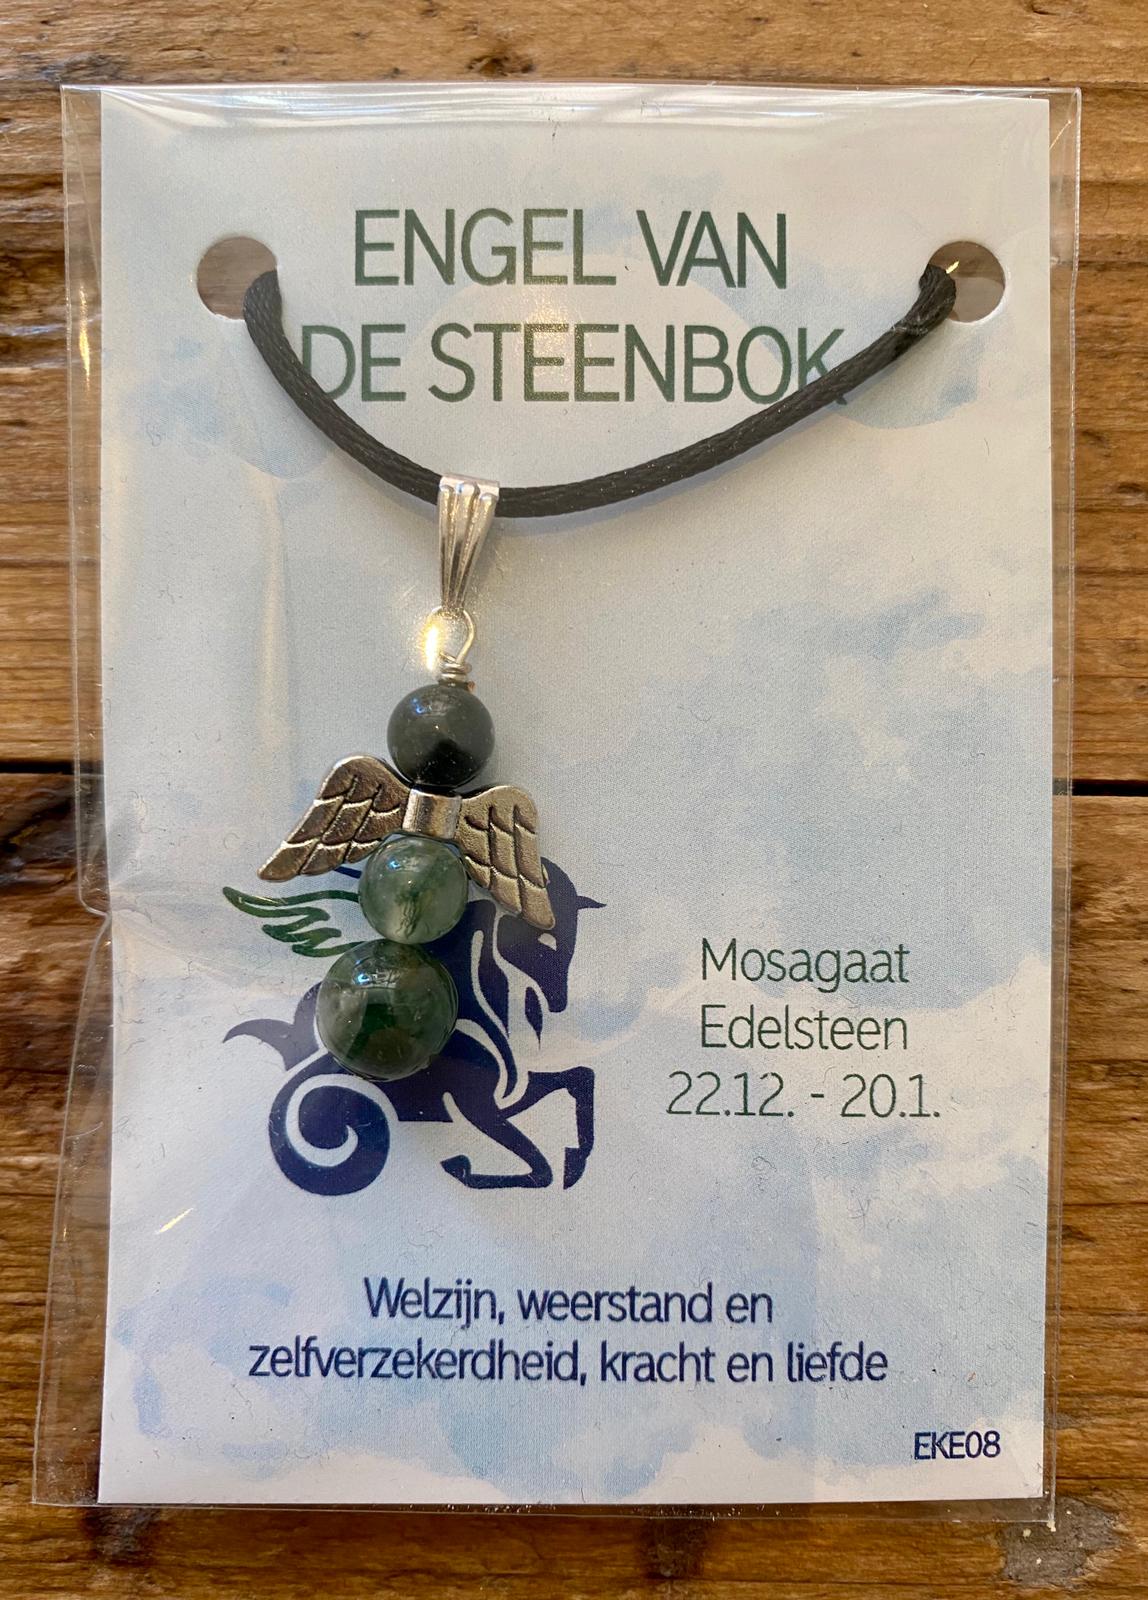 ENGEL VAN
DE STEENBOK
Mosagaat
Edelsteen
22.12. - 20.1.
Welzijn, weerstand en
zelfverzekerdheid, kracht en liefde
EKE08